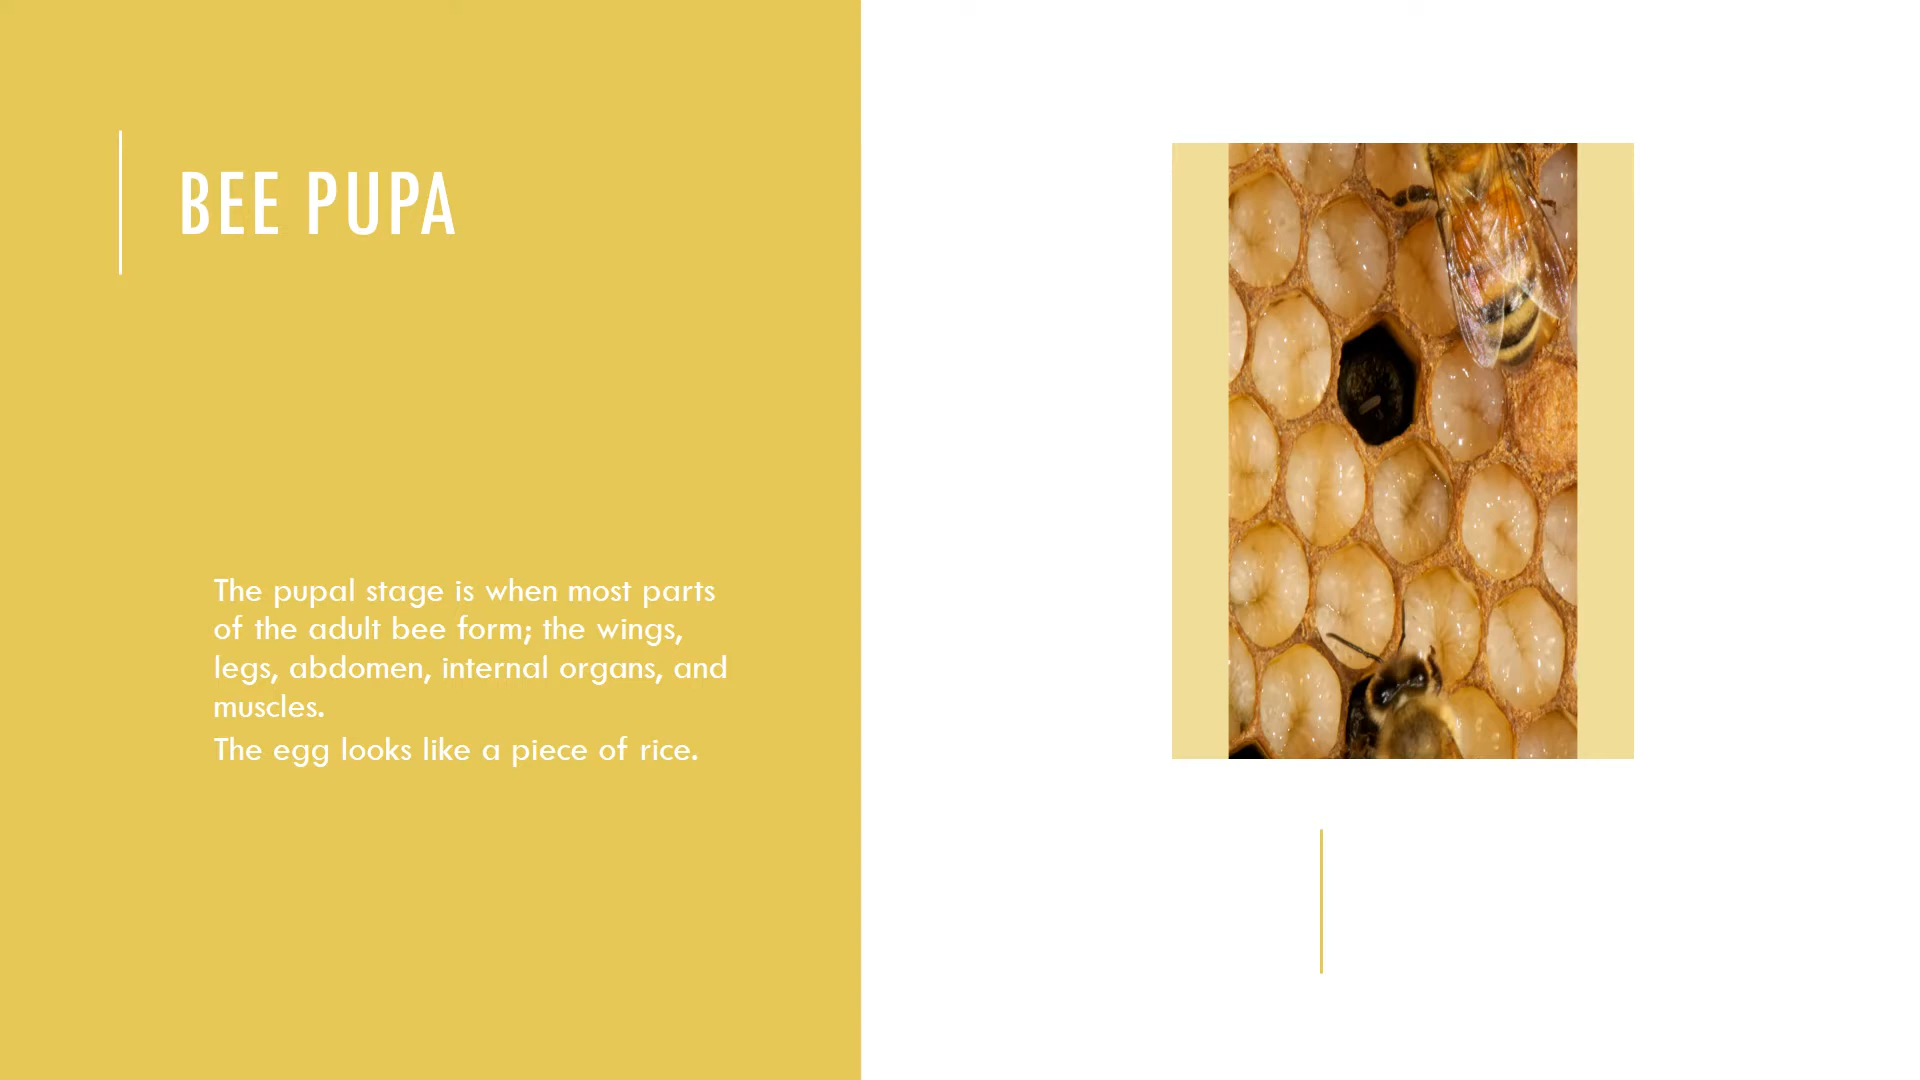 BEE PUPA
The pupal stage is when most parts
of the adult bee form; the wings,
legs, abdomen, internal organs, and
muscles.
The egg looks like a piece of rice.